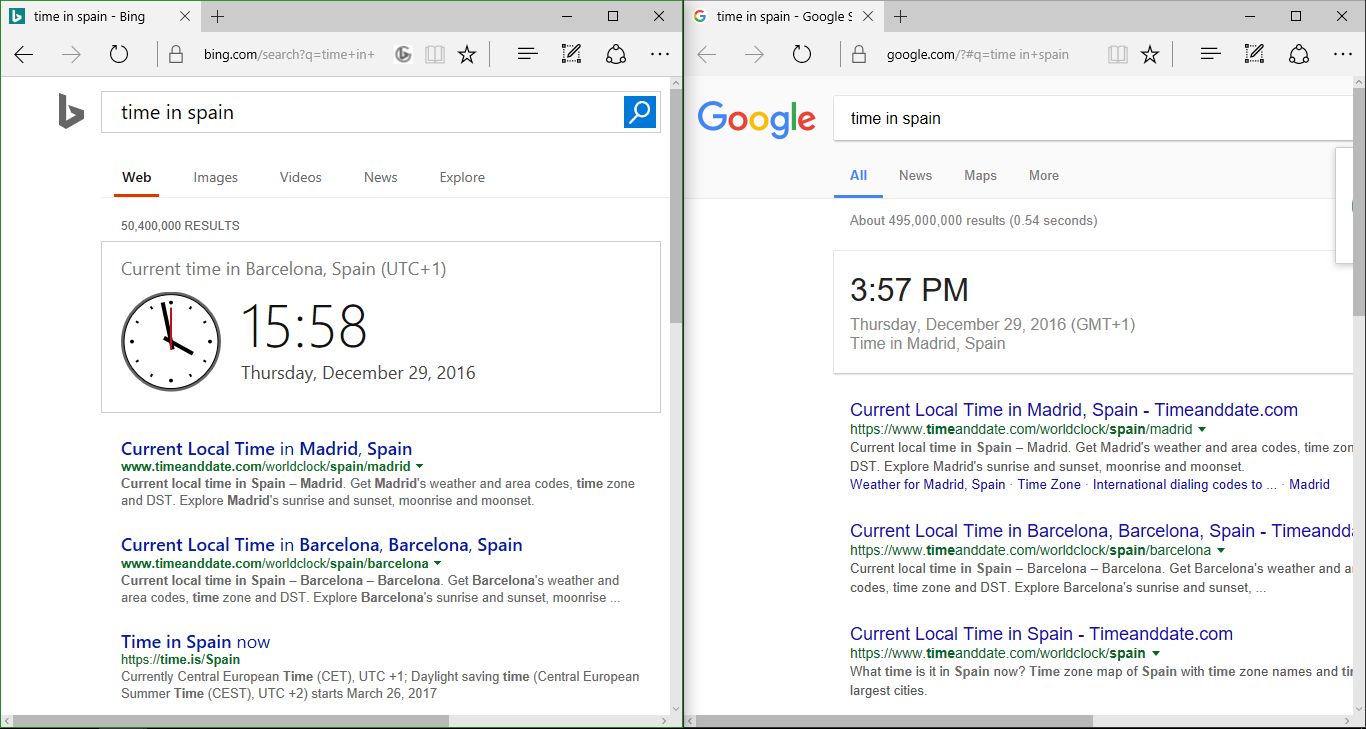 time in spain - Bing
bing.com/search?q=time+in+
time in spain
Web Images Videos News Explore
50,400,000 RESULTS
Current time in Barcelona, Spain (UTC+1)
15:58
Thursday, December 29, 2016
Current Local Time in Madrid, Spain
www.timeanddate.com/worldclock/spain/madrid
Current local time in Spain – Madrid. Get Madrid's weather and area codes, time zone
and DST. Explore Madrid's sunrise and sunset, moonrise and moonset.
Current Local Time in Barcelona, Barcelona, Spain
www.timeanddate.com/worldclock/spain/barcelona
Current local time in Spain – Barcelona – Barcelona. Get Barcelona's weather and
area codes, time zone and DST. Explore Barcelona's sunrise and sunset, moonrise ...
Time in Spain now
https://time.is/Spain
Currently Central European Time (CET), UTC +1; Daylight saving time (Central European
Summer Time (CEST), UTC +2) starts March 26, 2017
time in spain - Google S
google.com/?#q=time in+spain
Google
time in spain
All News Maps More
About 495,000,000 results (0.54 seconds)
3:57 PM
Thursday, December 29, 2016 (GMT+1)
Time in Madrid, Spain
Current Local Time in Madrid, Spain - Timeanddate.com
https://www.timeanddate.com/worldclock/spain/madrid
Current local time in Spain – Madrid. Get Madrid's weather and area codes, time zon
DST. Explore Madrid's sunrise and sunset, moonrise and moonset.
Weather for Madrid, Spain · Time Zone · International dialing codes to ... · Madrid
Current Local Time in Barcelona, Barcelona, Spain - Timeandd
https://www.timeanddate.com/worldclock/spain/barcelona
Current local time in Spain – Barcelona – Barcelona. Get Barcelona's weather and a
codes, time zone and DST. Explore Barcelona's sunrise and sunset, ...
Current Local Time in Spain - Timeanddate.com
https://www.timeanddate.com/worldclock/spain
What time is it in Spain now? Time zone map of Spain with time zone names and ti
largest cities.